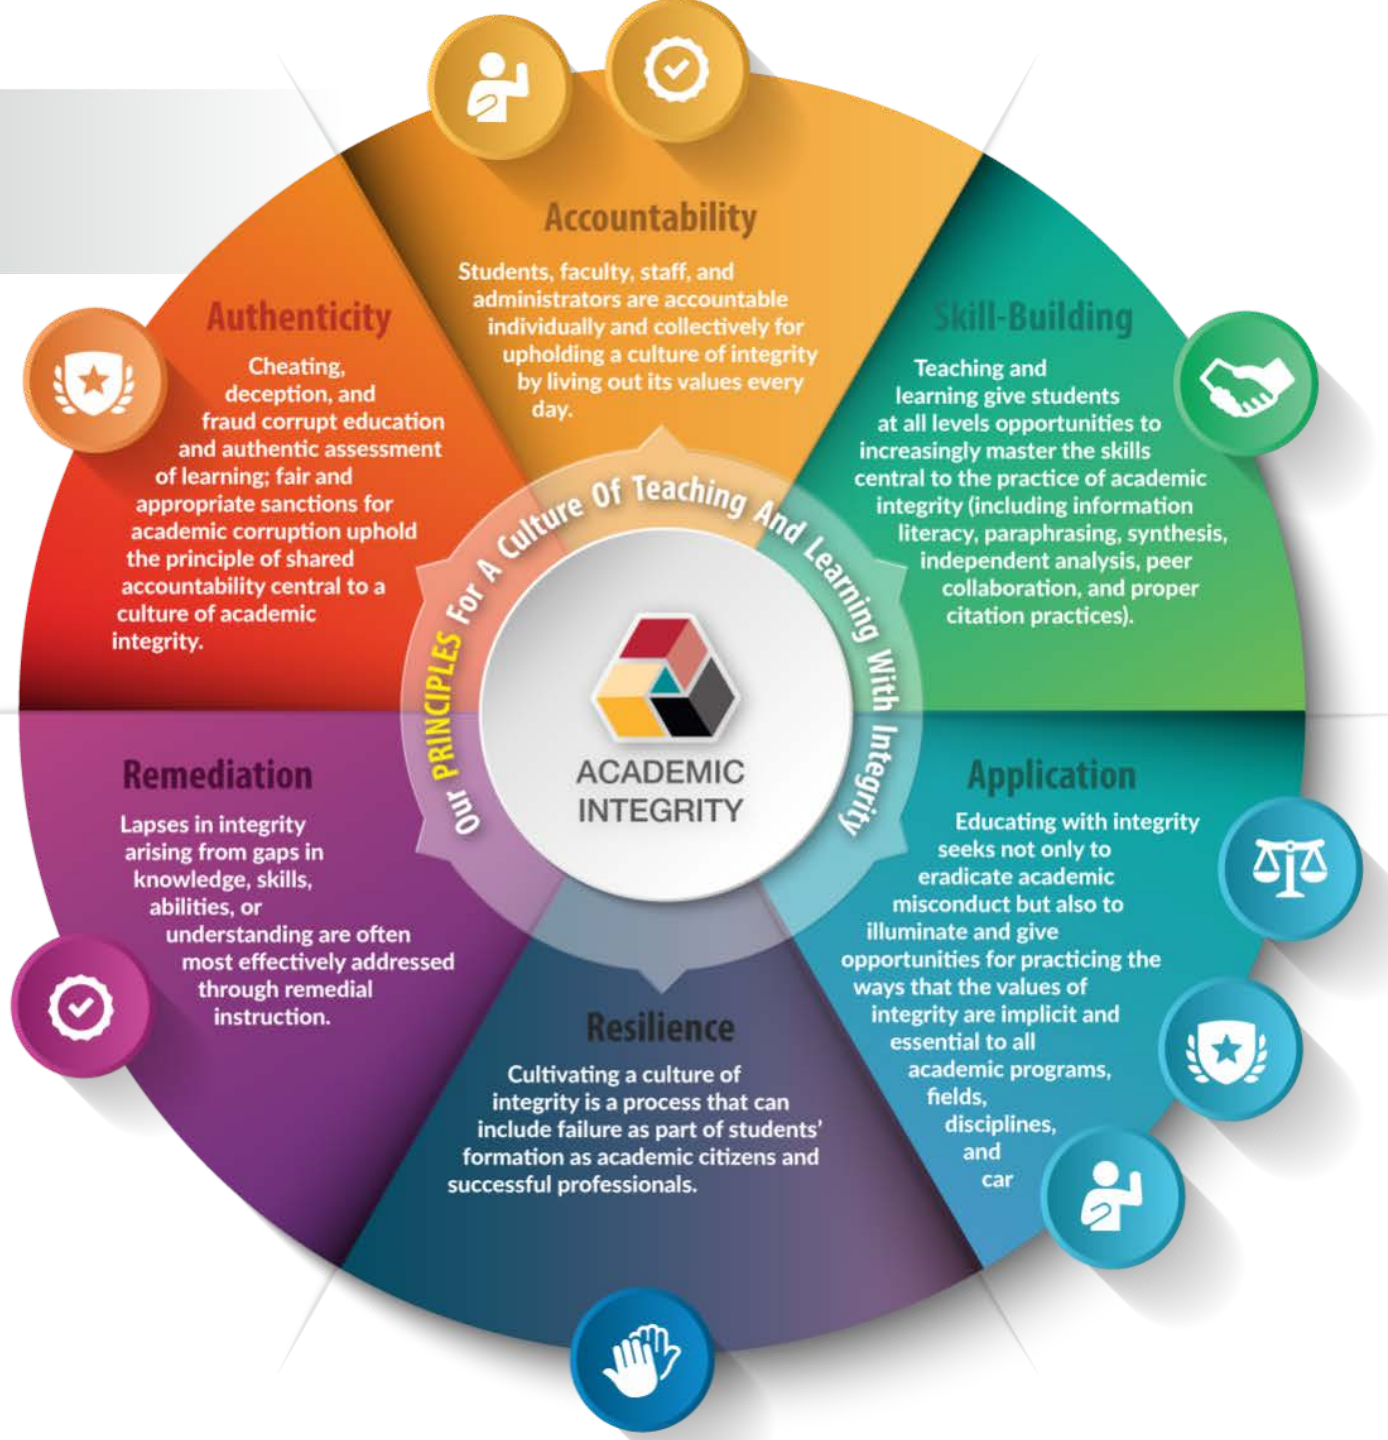 Accountability
Students, faculty, staff, and
administrators are accountable
individually and collectively for
upholding a culture of integrity
by living out its values every
day.
Skill-Building
Teaching and
learning give students
at all levels opportunities to
increasingly master the skills
central to the practice of academic
integrity (including information
literacy, paraphrasing, synthesis,
independent analysis, peer
collaboration, and proper
citation practices).
Application
Educating with integrity
seeks not only to
eradicate academic
misconduct but also to
illuminate and give
opportunities for practicing the
ways that the values of
integrity are implicit and
essential to all
academic programs,
fields,
disciplines,
and
car
Resilience
Cultivating a culture of
integrity is a process that can
include failure as part of students'
formation as academic citizens and
successful professionals.
Remediation
Lapses in integrity
arising from gaps in
knowledge, skills,
abilities, or
understanding are often
most effectively addressed
through remedial
instruction.
Authenticity
Cheating,
deception, and
fraud corrupt education
and authentic assessment
of learning; fair and
appropriate sanctions for
academic corruption uphold
the principle of shared
accountability central to a
culture of academic
integrity.
Our PRINCIPLES For A Culture Of Teaching And Learning With Integrity
ACADEMIC
INTEGRITY